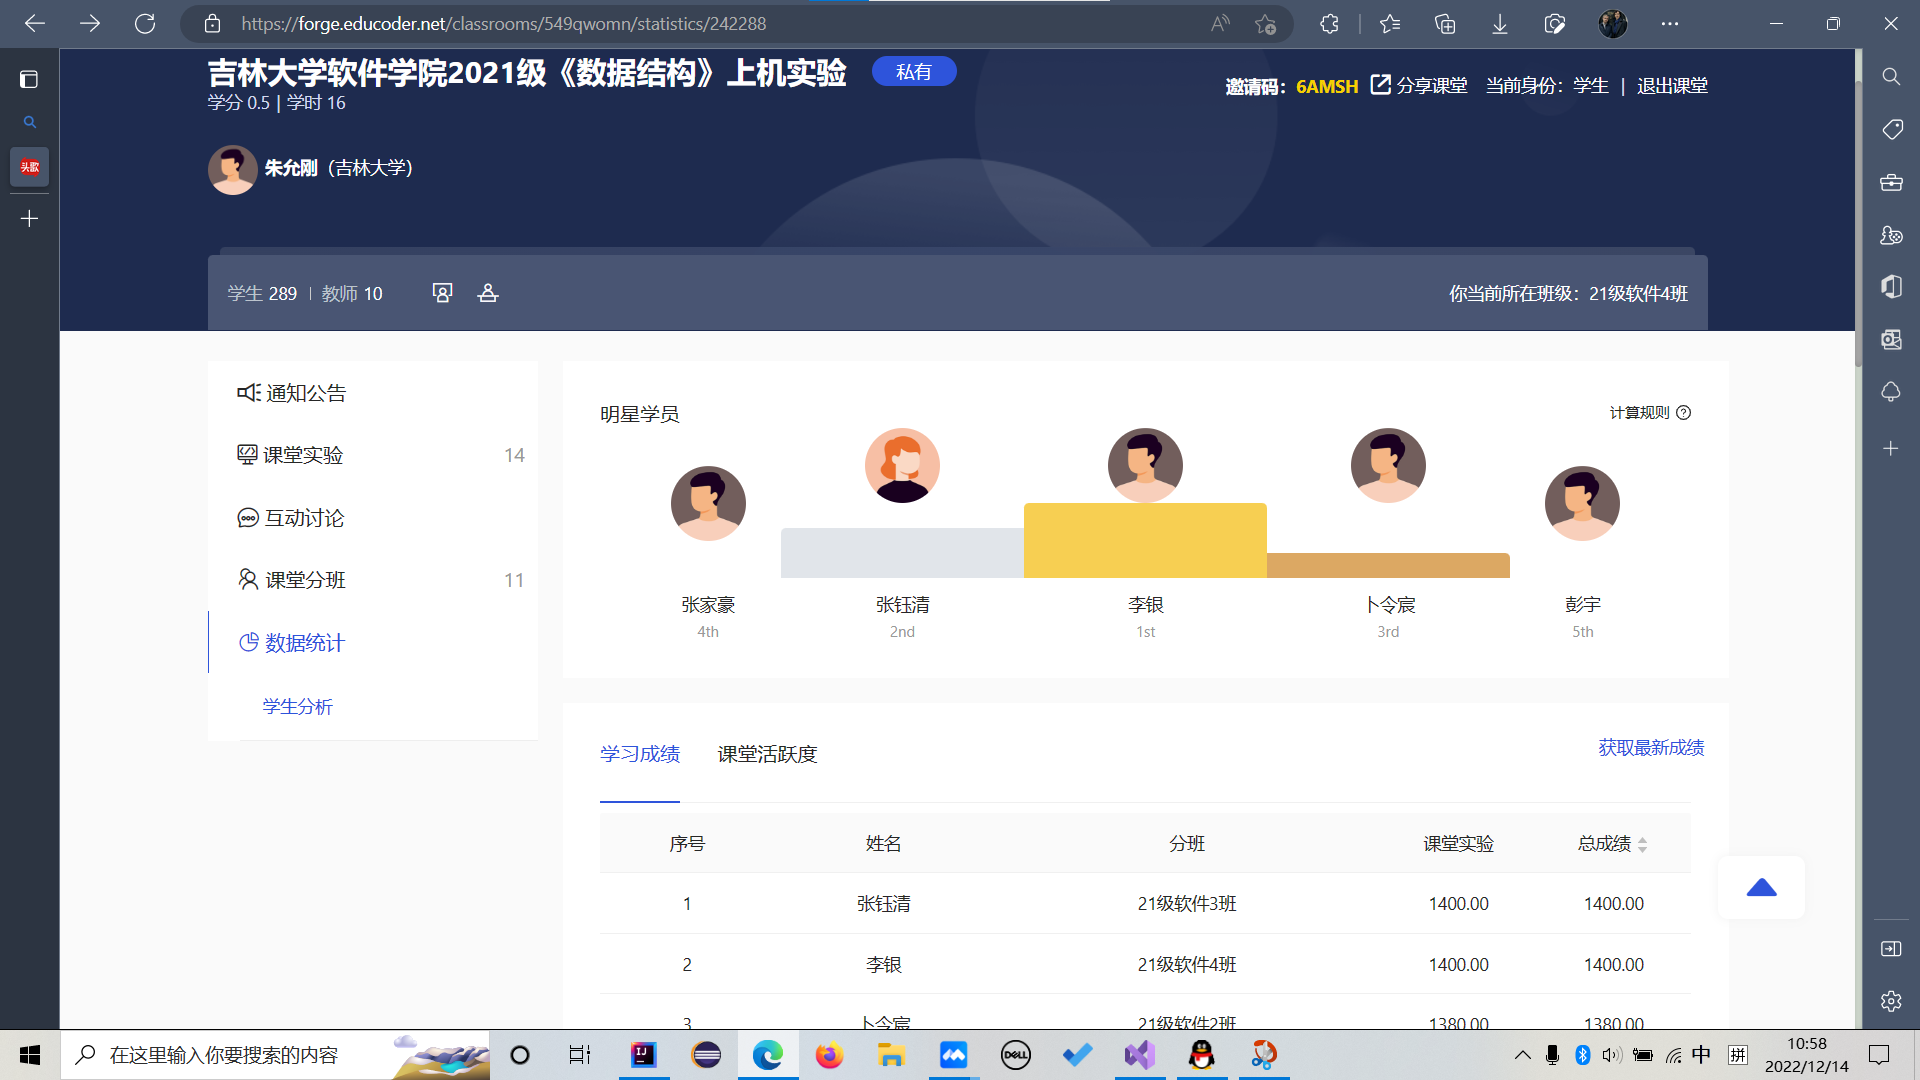 https://forge.educoder.net/classrooms/549qwomn/statistics/242288
头歌
吉林大学软件学院2021级《数据结构》上机实验 私有
学分 0.5 | 学时 16
邀请码：6AMSH 分享课堂 当前身份：学生 | 退出课堂
朱允刚（吉林大学）
学生 289 | 教师 10
你当前所在班级：21级软件4班
通知公告
课堂实验 14
互动讨论
课堂分班 11
数据统计
学生分析
明星学员 计算规则
张家豪 张钰清 李银 卜令宸 彭宇
4th 2nd 1st 3rd 5th
学习成绩 课堂活跃度 获取最新成绩
序号 姓名 分班 课堂实验 总成绩
1 张钰清 21级软件3班 1400.00 1400.00
2 李银 21级软件4班 1400.00 1400.00
3 卜令宸 21级软件2班 1380.00 1380.00
在这里输入你要搜索的内容
IJ
DELL
中 拼
10:58
2022/12/14